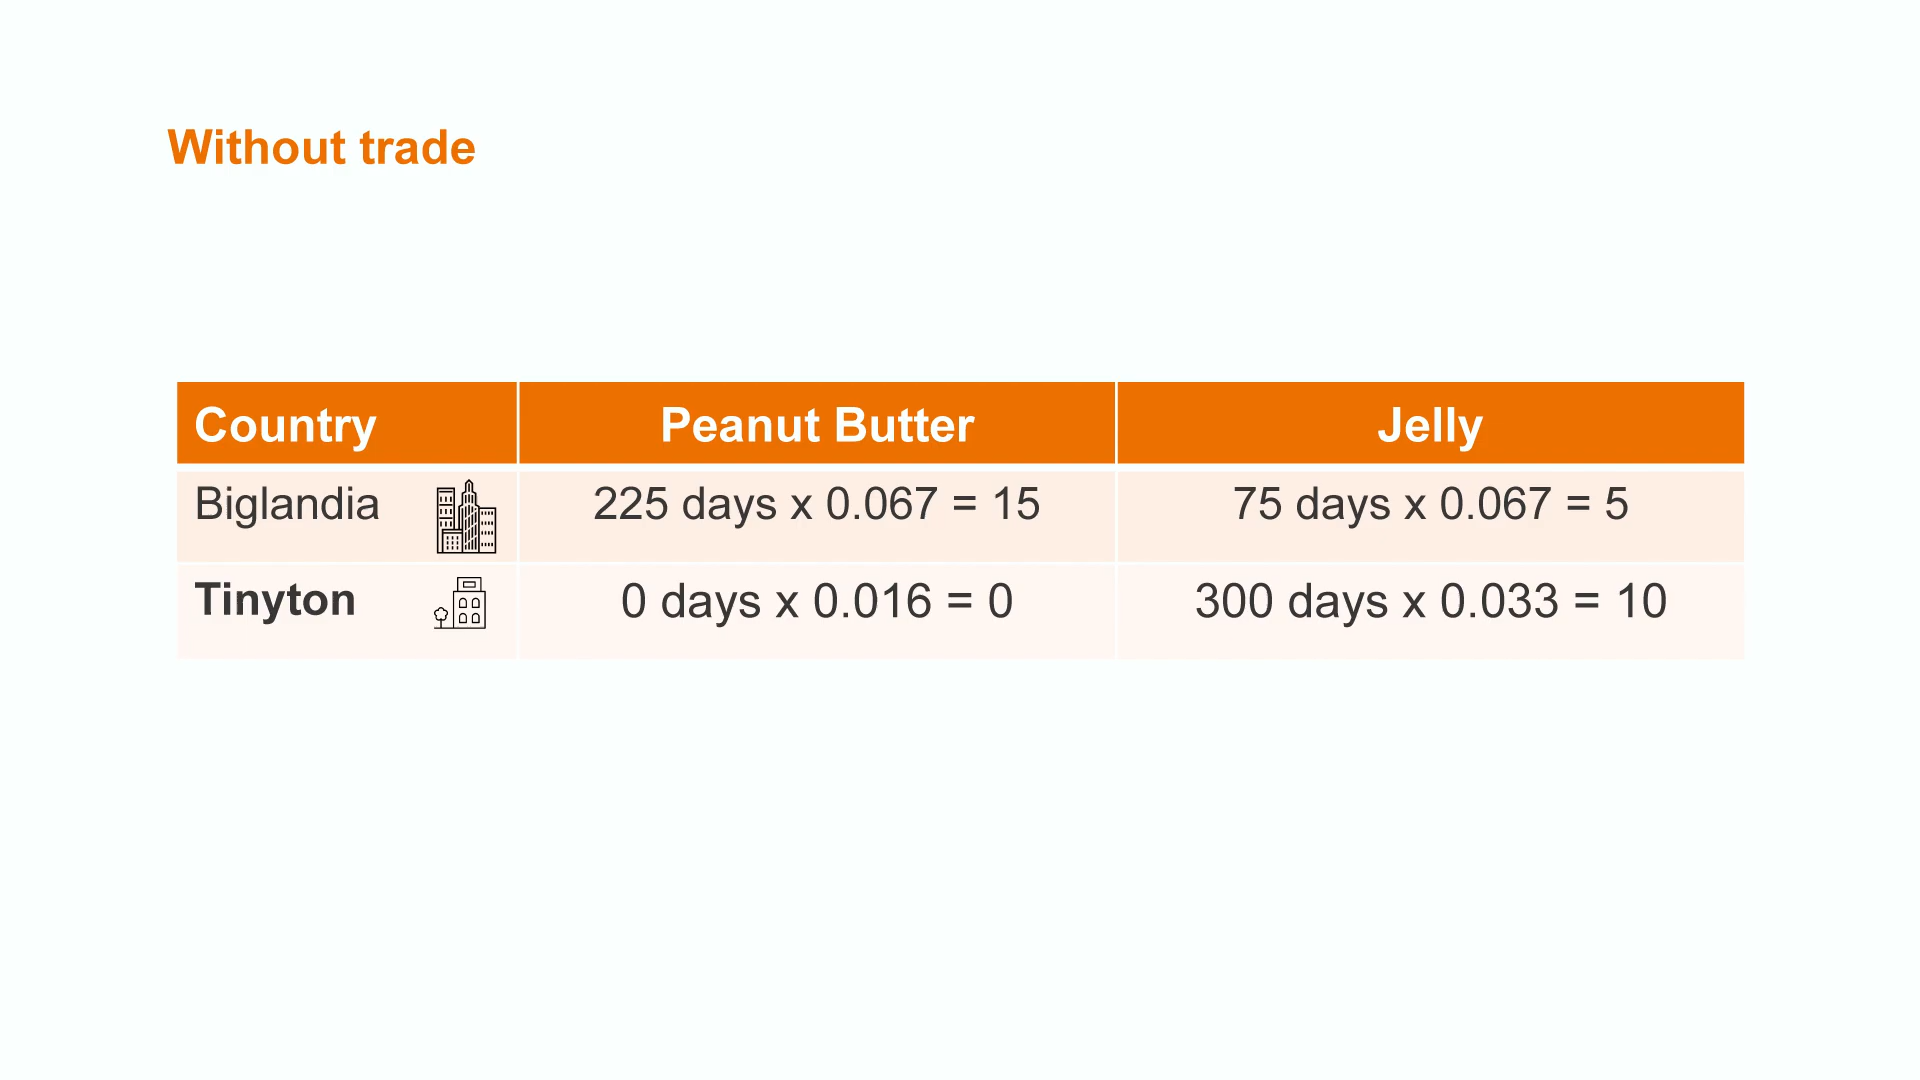 Without trade
Country Peanut Butter Jelly
Biglandia 225 days x 0.067 = 15 75 days x 0.067 = 5
Tinyton 0 days x 0.016 = 0 300 days x 0.033 = 10